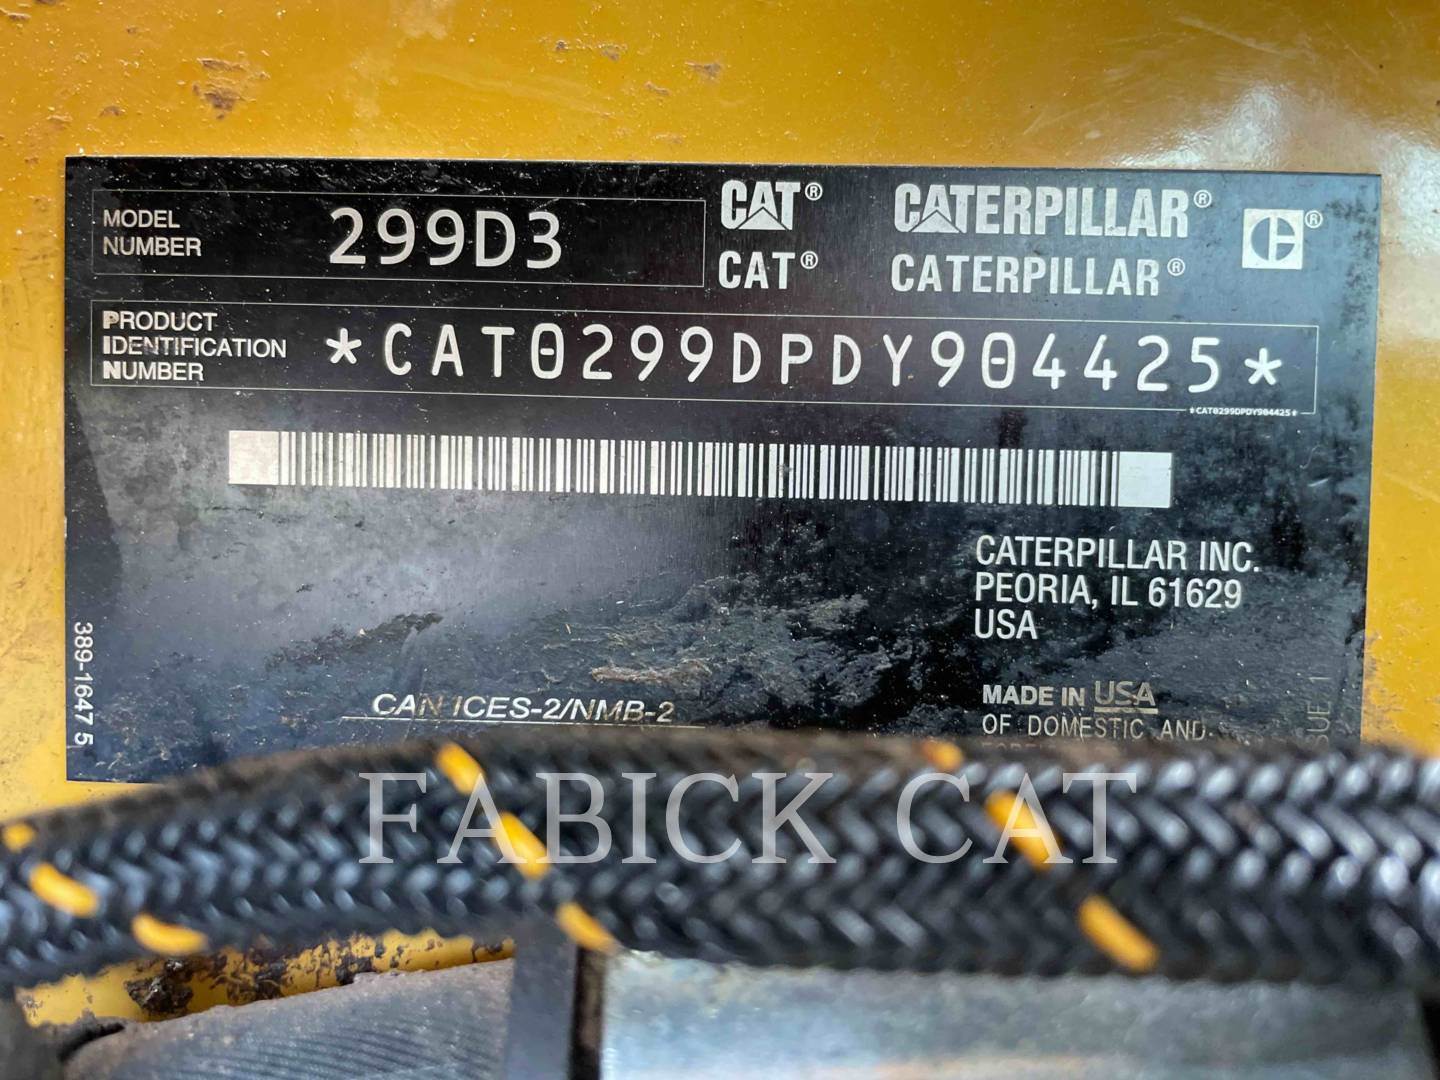 MODEL NUMBER 299D3
CAT® CATERPILLAR® ®
CAT® CATERPILLAR®
PRODUCT
IDENTIFICATION
NUMBER
*CAT0299DPDY904425*
*CAT0299DPDY904425*
CATERPILLAR INC.
PEORIA, IL 61629
USA
389-1647 5
CAN ICES-2/NMB-2
MADE IN USA
OF DOMESTIC AND
FABICK CAT